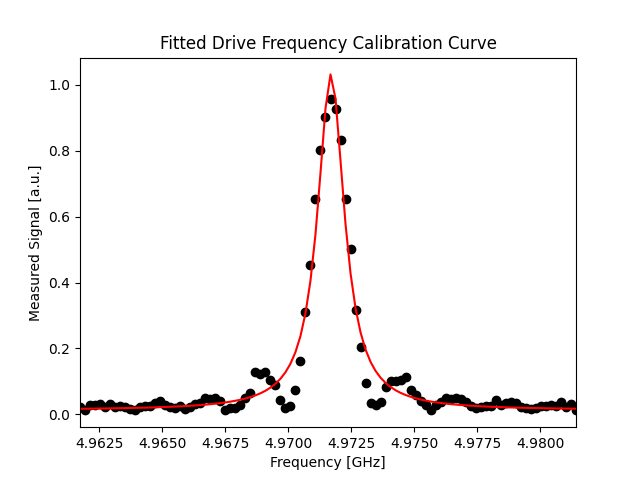 Fitted Drive Frequency Calibration Curve
1.0
0.8
0.6
0.4
0.2
0.0
Measured Signal [a.u.]
4.9625 4.9650 4.9675 4.9700 4.9725 4.9750 4.9775 4.9800
Frequency [GHz]